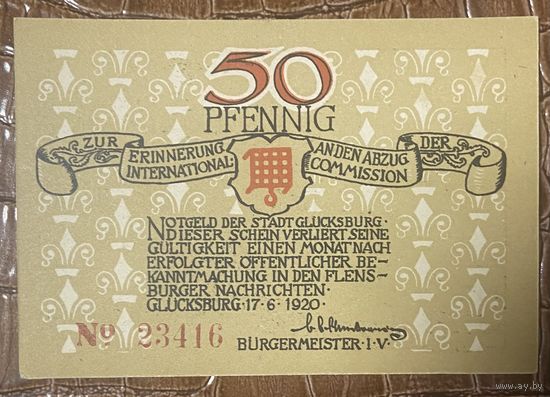 50
PFENNIG
ZUR ERINNERUNG AN DEN ABZUG DER
INTERNATIONAL· COMMISSION
NOTGELD DER STADT GLÜCKSBURG·
NDIESER SCHEIN VERLIERT SEINE
GÜLTIGKEIT EINEN MONAT NACH
ERFOLGTER ÖFFENTLICHER BE-
KANNTMACHUNG IN DEN FLENS-
BURGER NACHRICHTEN·
GLÜCKSBURG·17·6·1920·
No 23416
BÜRGERMEISTER·I·V·
www.ay.by